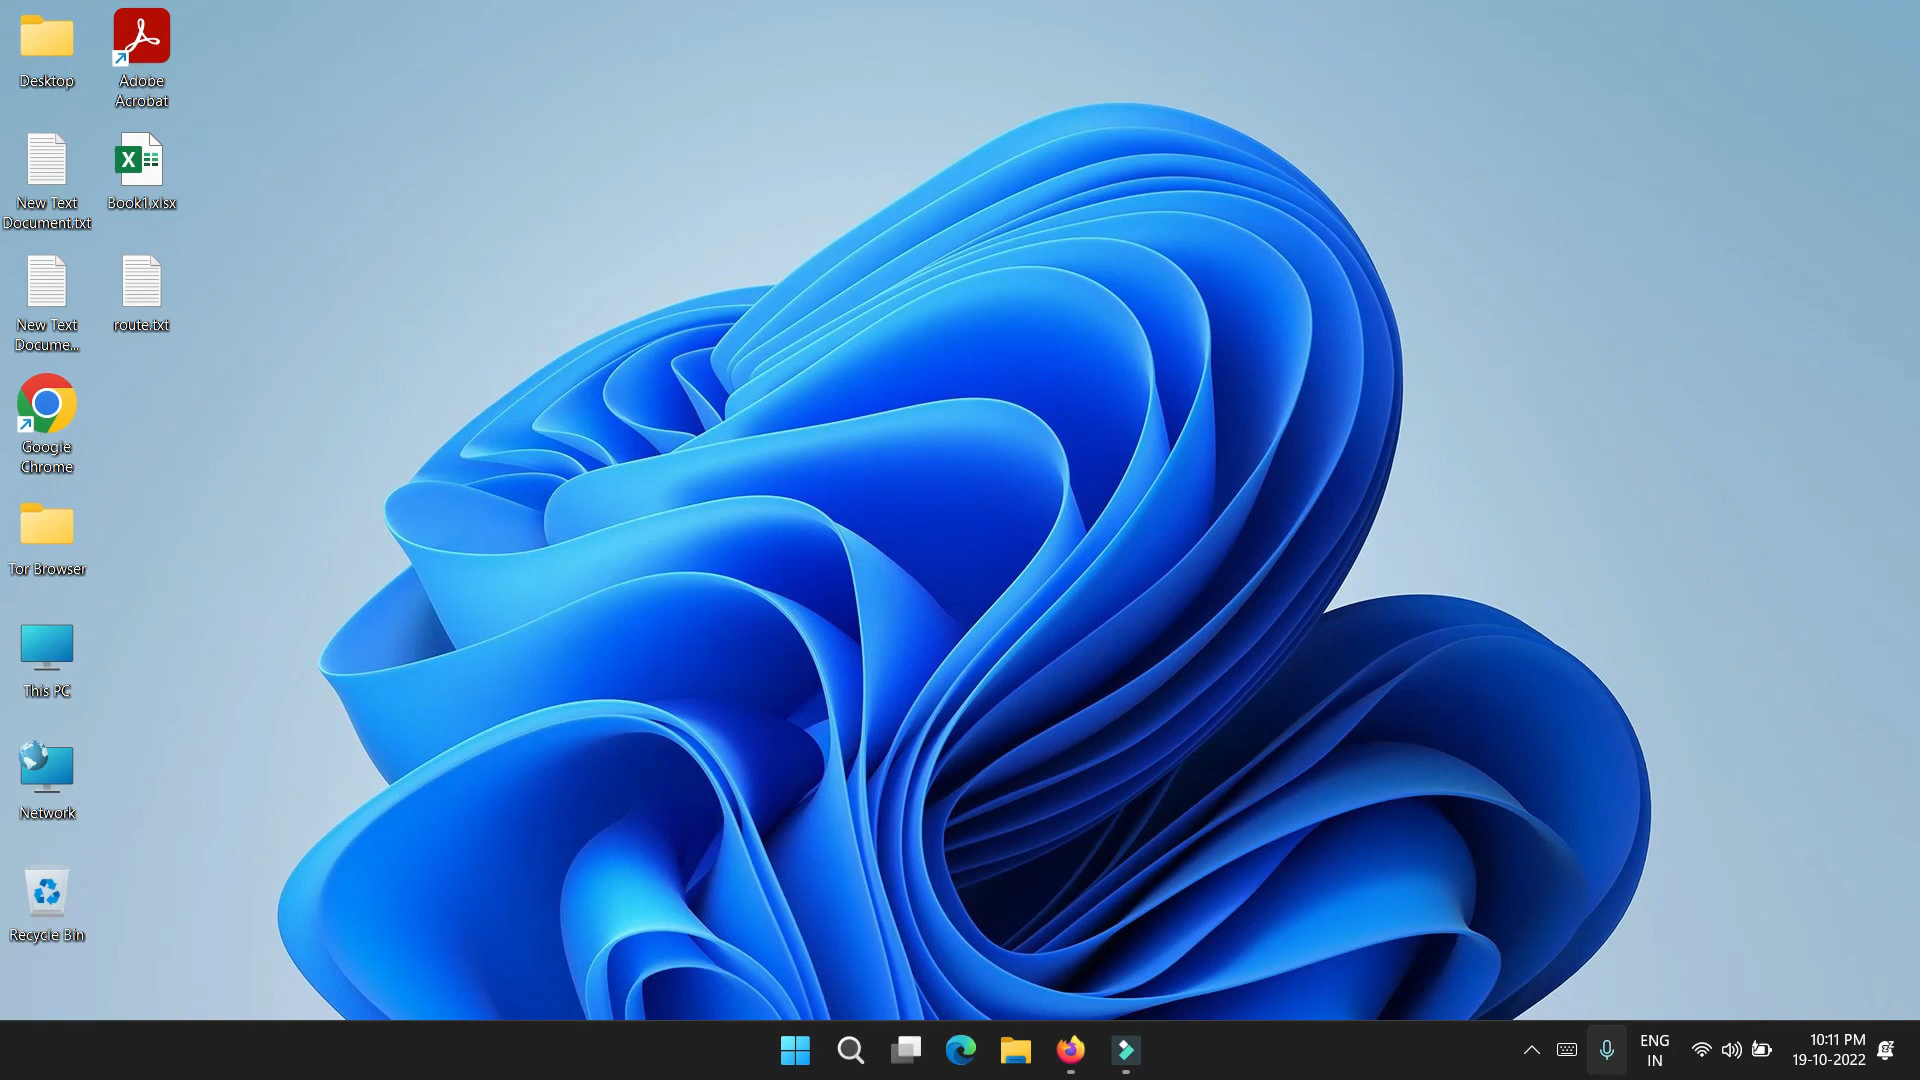 Desktop
Adobe
Acrobat
New Text
Document.txt
Book1.xlsx
New Text
Docume...
route.txt
Google
Chrome
Tor Browser
This PC
Network
Recycle Bin
ENG
IN
10:11 PM
19-10-2022